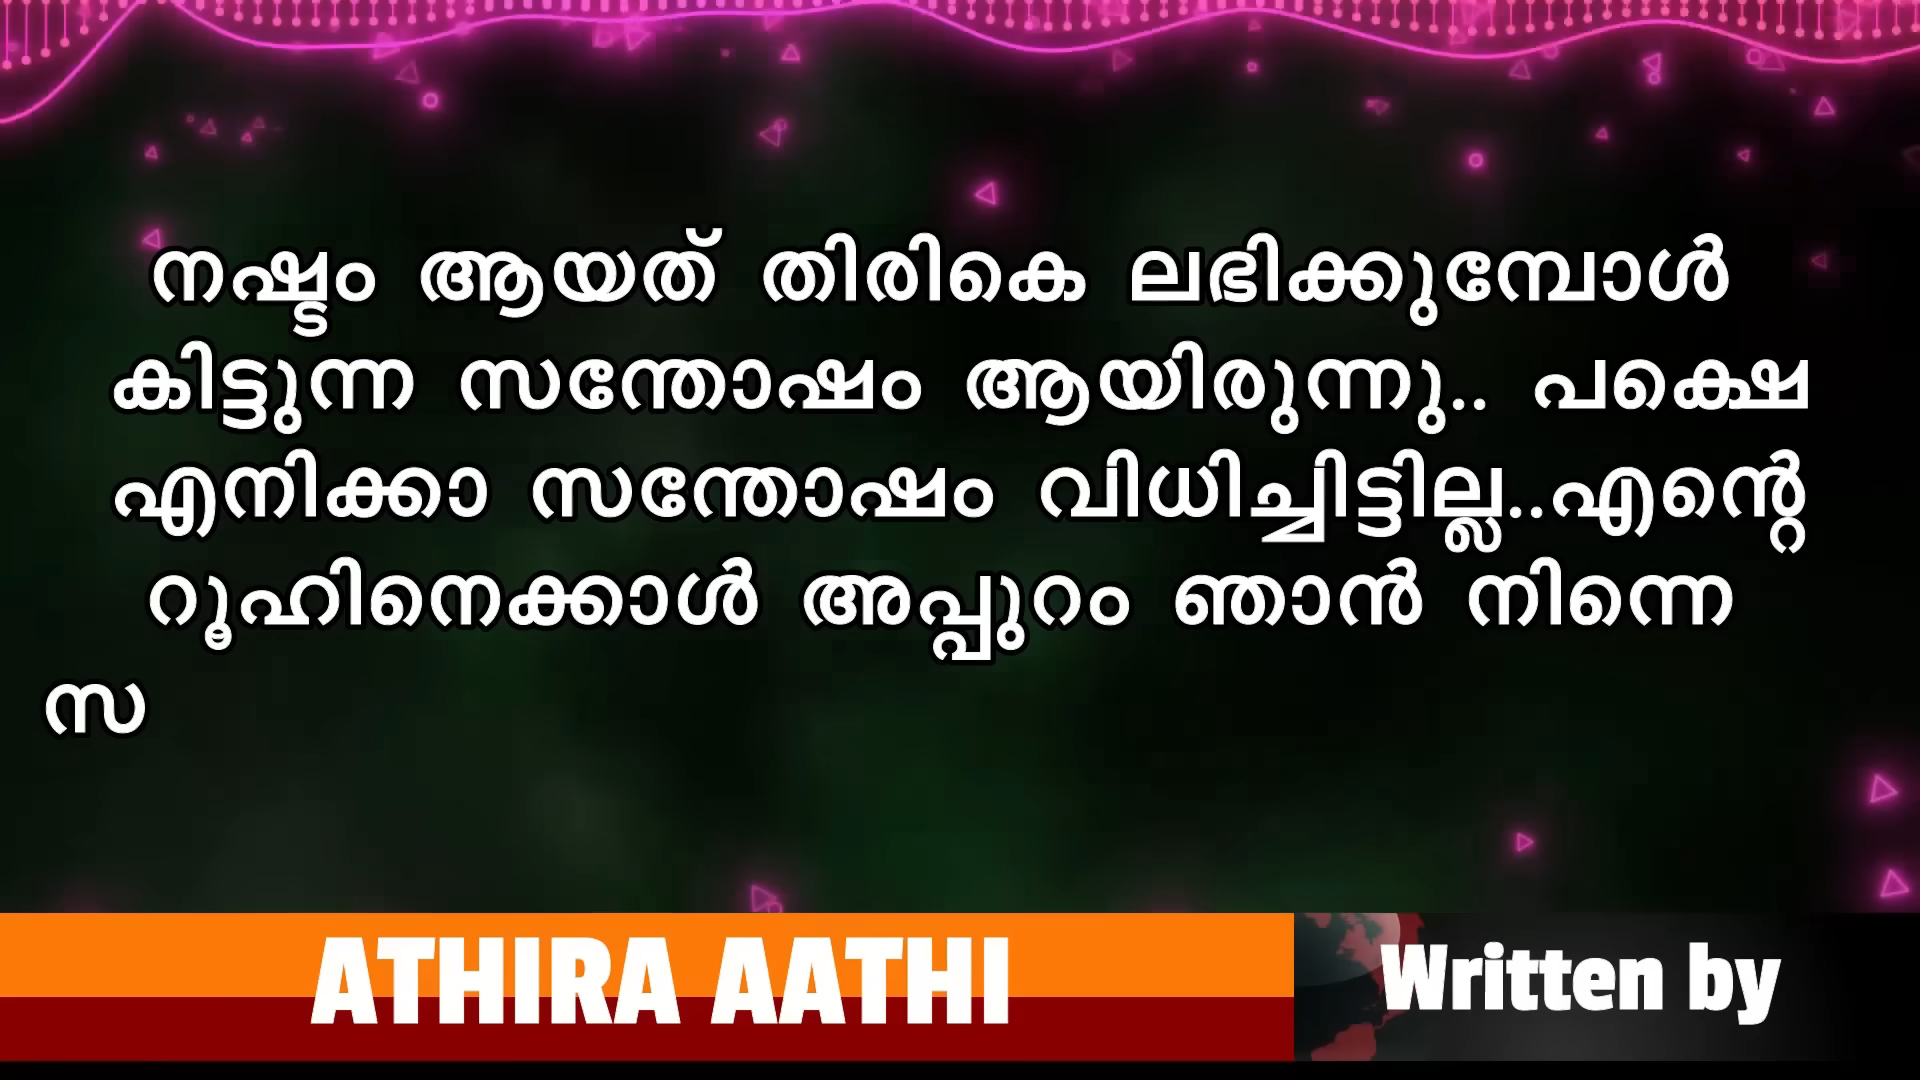 നഷ്ടം ആയത് തിരികെ ലഭിക്കുമ്പോൾ
കിട്ടുന്ന സന്തോഷം ആയിരുന്നു.. പക്ഷെ
എനിക്കാ സന്തോഷം വിധിച്ചിട്ടില്ല..എന്റെ
റൂഹിനെക്കാൾ അപ്പുറം ഞാൻ നിന്നെ
സ
ATHIRA AATHI
Written by